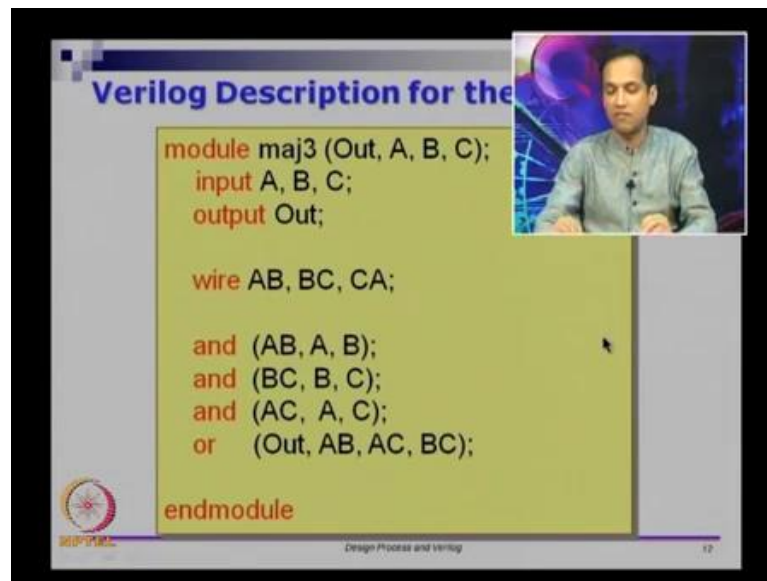 Verilog Description for the
module maj3 (Out, A, B, C);
input A, B, C;
output Out;
wire AB, BC, CA;
and (AB, A, B);
and (BC, B, C);
and (AC, A, C);
or (Out, AB, AC, BC);
endmodule
NPTEL
Design Process and Verilog
12